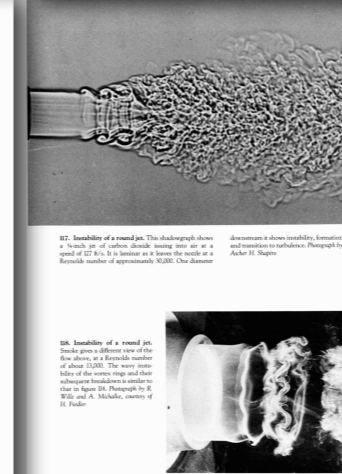 117. Instability of a round jet. This shadowgraph shows
a ¼-inch jet of carbon dioxide issuing into air at a
speed of 127 ft/s. It is laminar as it leaves the nozzle at a
Reynolds number of approximately 30,000. One diameter
downstream it shows instability, formation
and transition to turbulence. Photograph by
Ascher H. Shapiro
118. Instability of a round jet.
Smoke gives a different view of the
flow above, at a Reynolds number
of about 13,000. The wavy insta-
bility of the vortex rings and their
subsequent breakdown is similar to
that in figure 114. Photograph by R.
Wille and A. Michalke, courtesy of
H. Fiedler